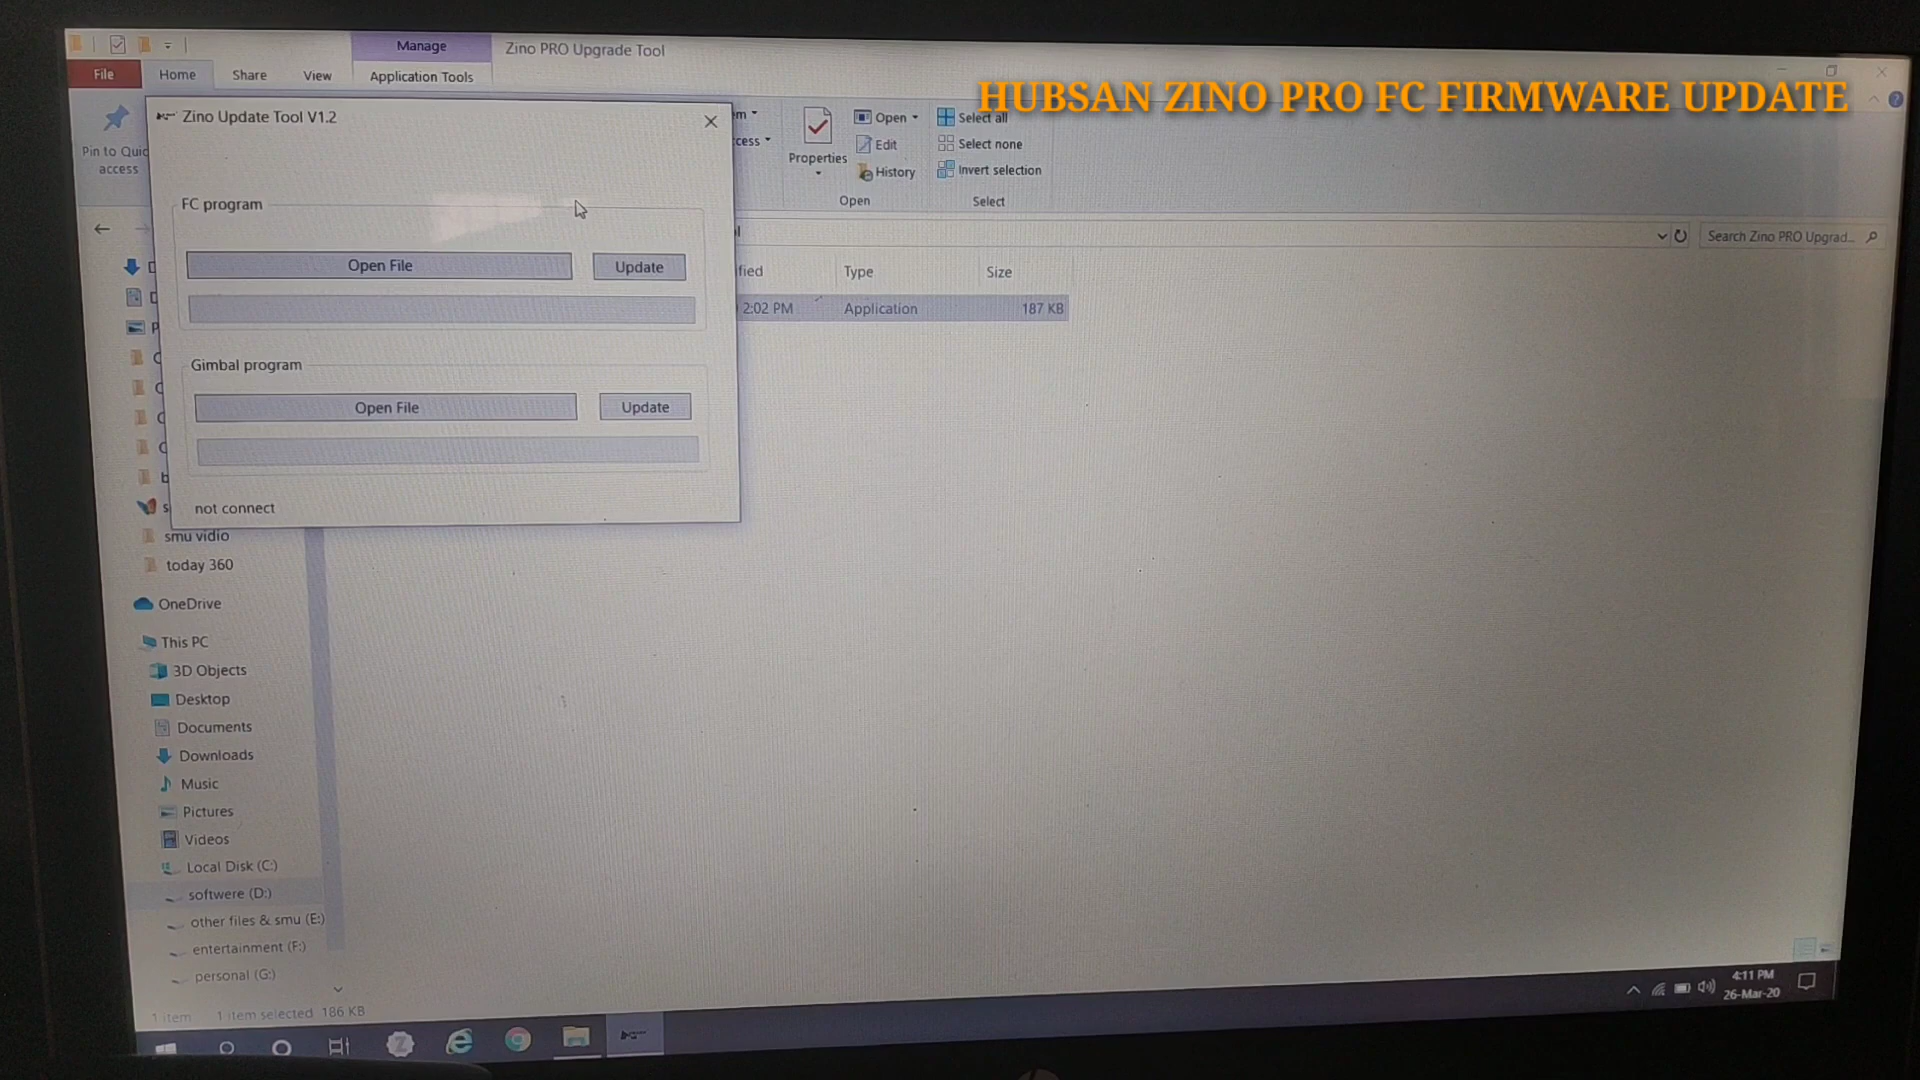 Manage
Zino PRO Upgrade Tool
File
Home
Share
View
Application Tools
HUBSAN ZINO PRO FC FIRMWARE UPDATE
Pin to Quic
access
Zino Update Tool V1.2
FC program
Open File
Update
Gimbal program
Open File
Update
not connect
Properties
Open
Edit
History
Open
Select all
Select none
Invert selection
Select
Search Zino PRO Upgrad...
Type
Size
2:02 PM
Application
187 KB
smu vidio
today 360
OneDrive
This PC
3D Objects
Desktop
Documents
Downloads
Music
Pictures
Videos
Local Disk (C:)
softwere (D:)
other files & smu (E:)
entertainment (F:)
personal (G:)
1 item
1 item selected 186 KB
4:11 PM
26-Mar-20